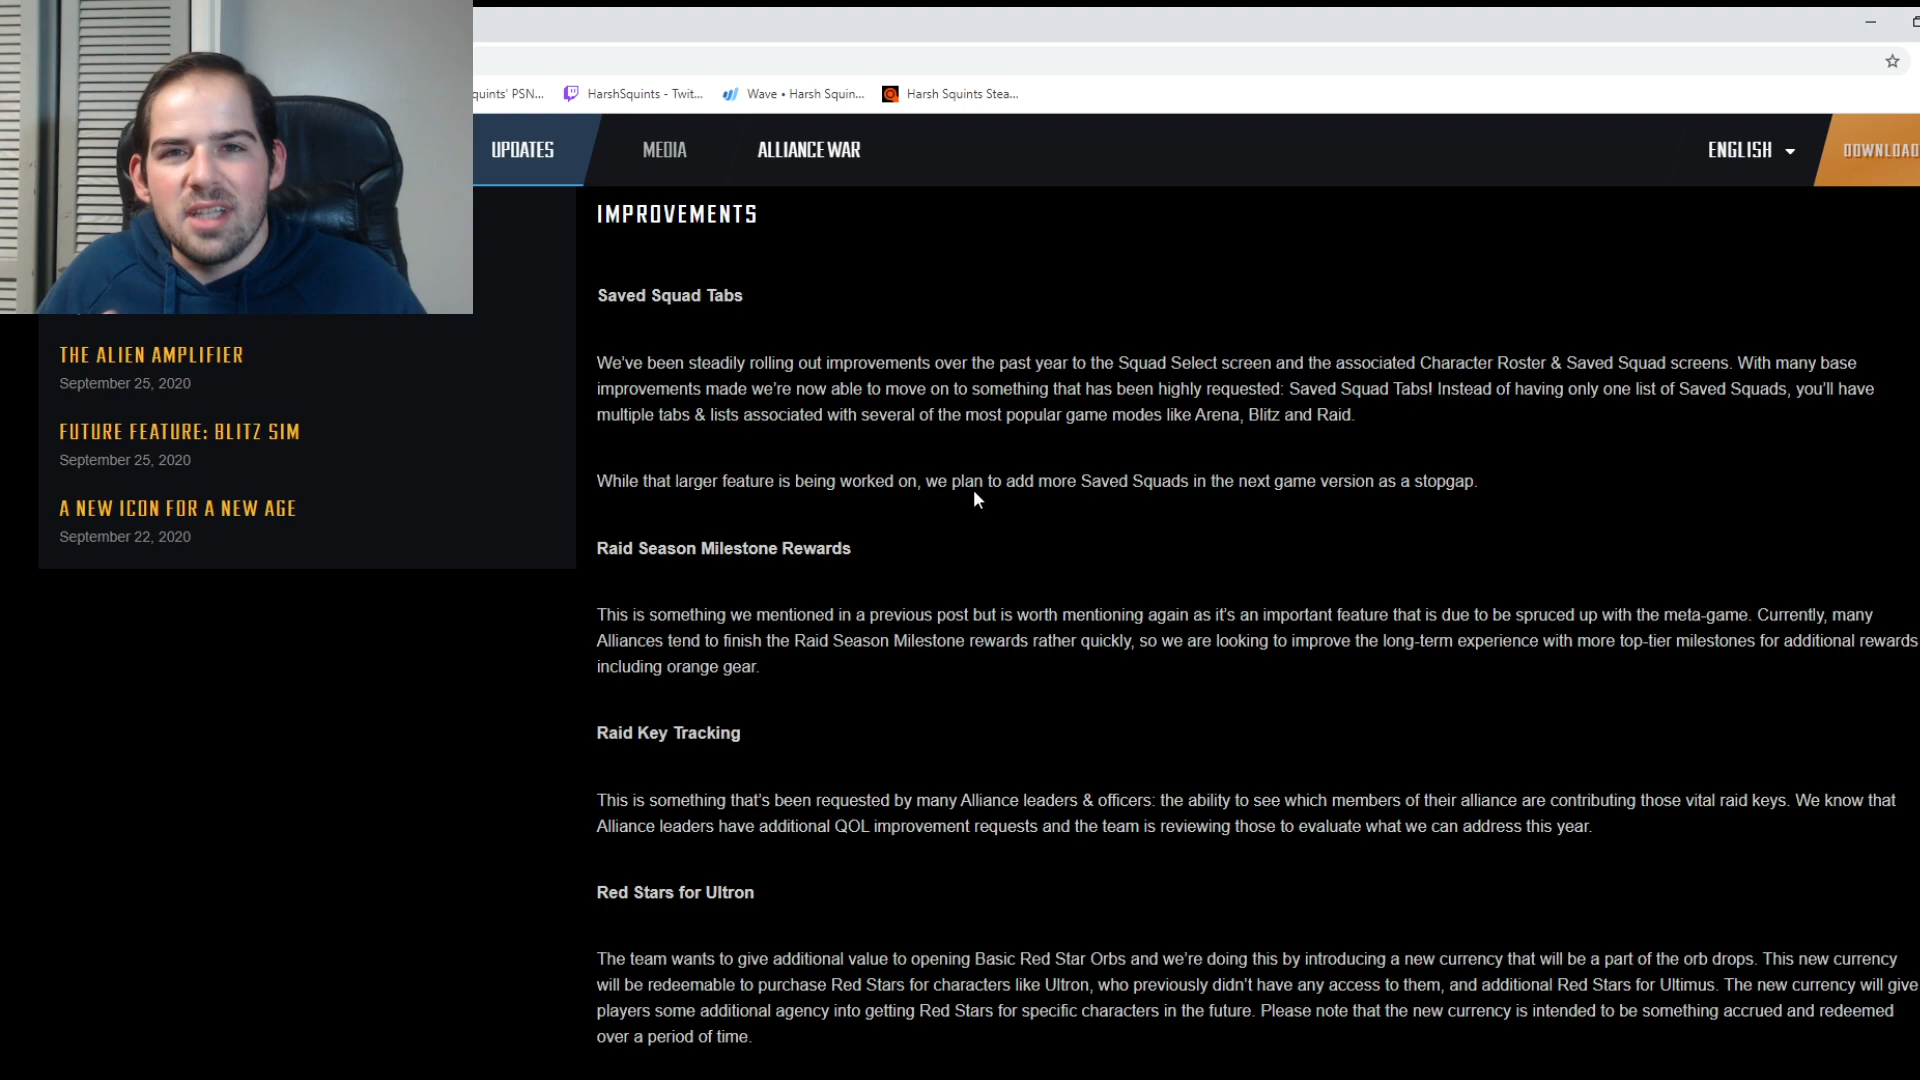 quints' PSN... HarshSquints - Twit... Wave • Harsh Squin... Harsh Squints Stea...
UPDATES MEDIA ALLIANCE WAR ENGLISH DOWNLOAD
IMPROVEMENTS
Saved Squad Tabs
We've been steadily rolling out improvements over the past year to the Squad Select screen and the associated Character Roster & Saved Squad screens. With many base
improvements made we're now able to move on to something that has been highly requested: Saved Squad Tabs! Instead of having only one list of Saved Squads, you'll have
multiple tabs & lists associated with several of the most popular game modes like Arena, Blitz and Raid.
While that larger feature is being worked on, we plan to add more Saved Squads in the next game version as a stopgap.
Raid Season Milestone Rewards
This is something we mentioned in a previous post but is worth mentioning again as it's an important feature that is due to be spruced up with the meta-game. Currently, many
Alliances tend to finish the Raid Season Milestone rewards rather quickly, so we are looking to improve the long-term experience with more top-tier milestones for additional rewards
including orange gear.
Raid Key Tracking
This is something that's been requested by many Alliance leaders & officers: the ability to see which members of their alliance are contributing those vital raid keys. We know that
Alliance leaders have additional QOL improvement requests and the team is reviewing those to evaluate what we can address this year.
Red Stars for Ultron
The team wants to give additional value to opening Basic Red Star Orbs and we're doing this by introducing a new currency that will be a part of the orb drops. This new currency
will be redeemable to purchase Red Stars for characters like Ultron, who previously didn't have any access to them, and additional Red Stars for Ultimus. The new currency will give
players some additional agency into getting Red Stars for specific characters in the future. Please note that the new currency is intended to be something accrued and redeemed
over a period of time.
THE ALIEN AMPLIFIER
September 25, 2020
FUTURE FEATURE: BLITZ SIM
September 25, 2020
A NEW ICON FOR A NEW AGE
September 22, 2020